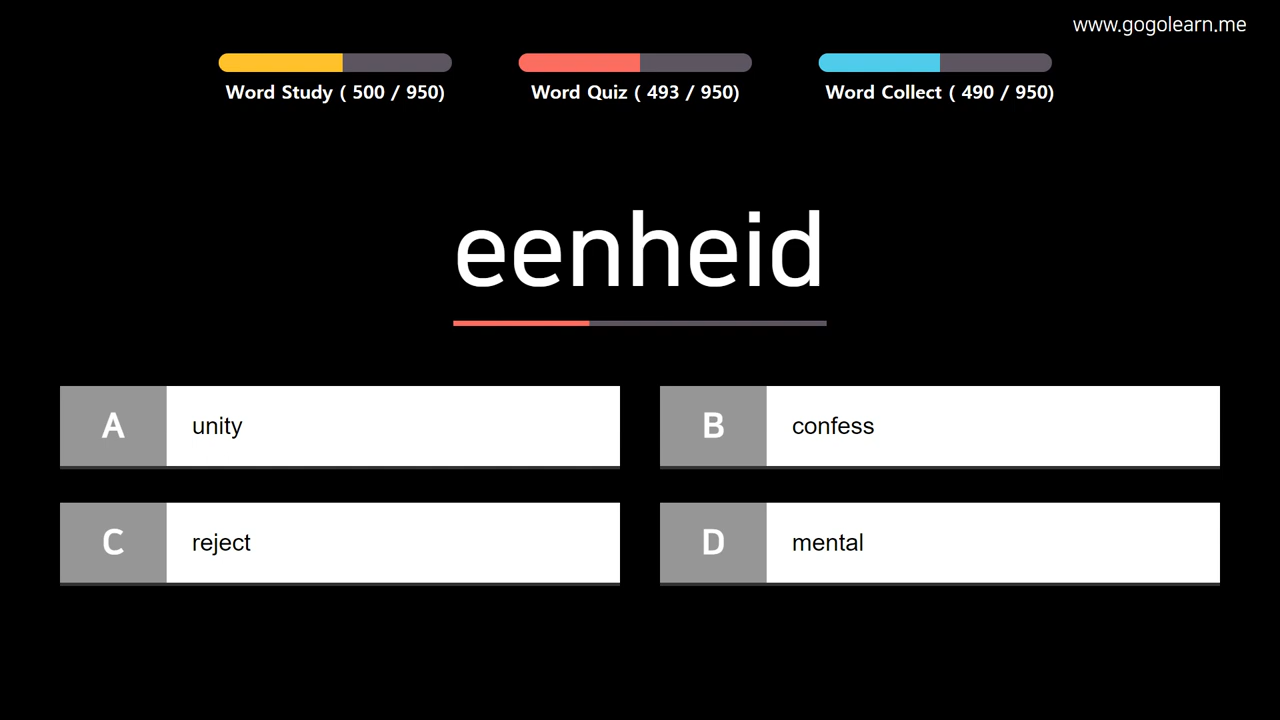 www.gogolearn.me
Word Study ( 500 / 950)
Word Quiz ( 493 / 950)
Word Collect ( 490 / 950)
eenheid
A unity
B confess
C reject
D mental